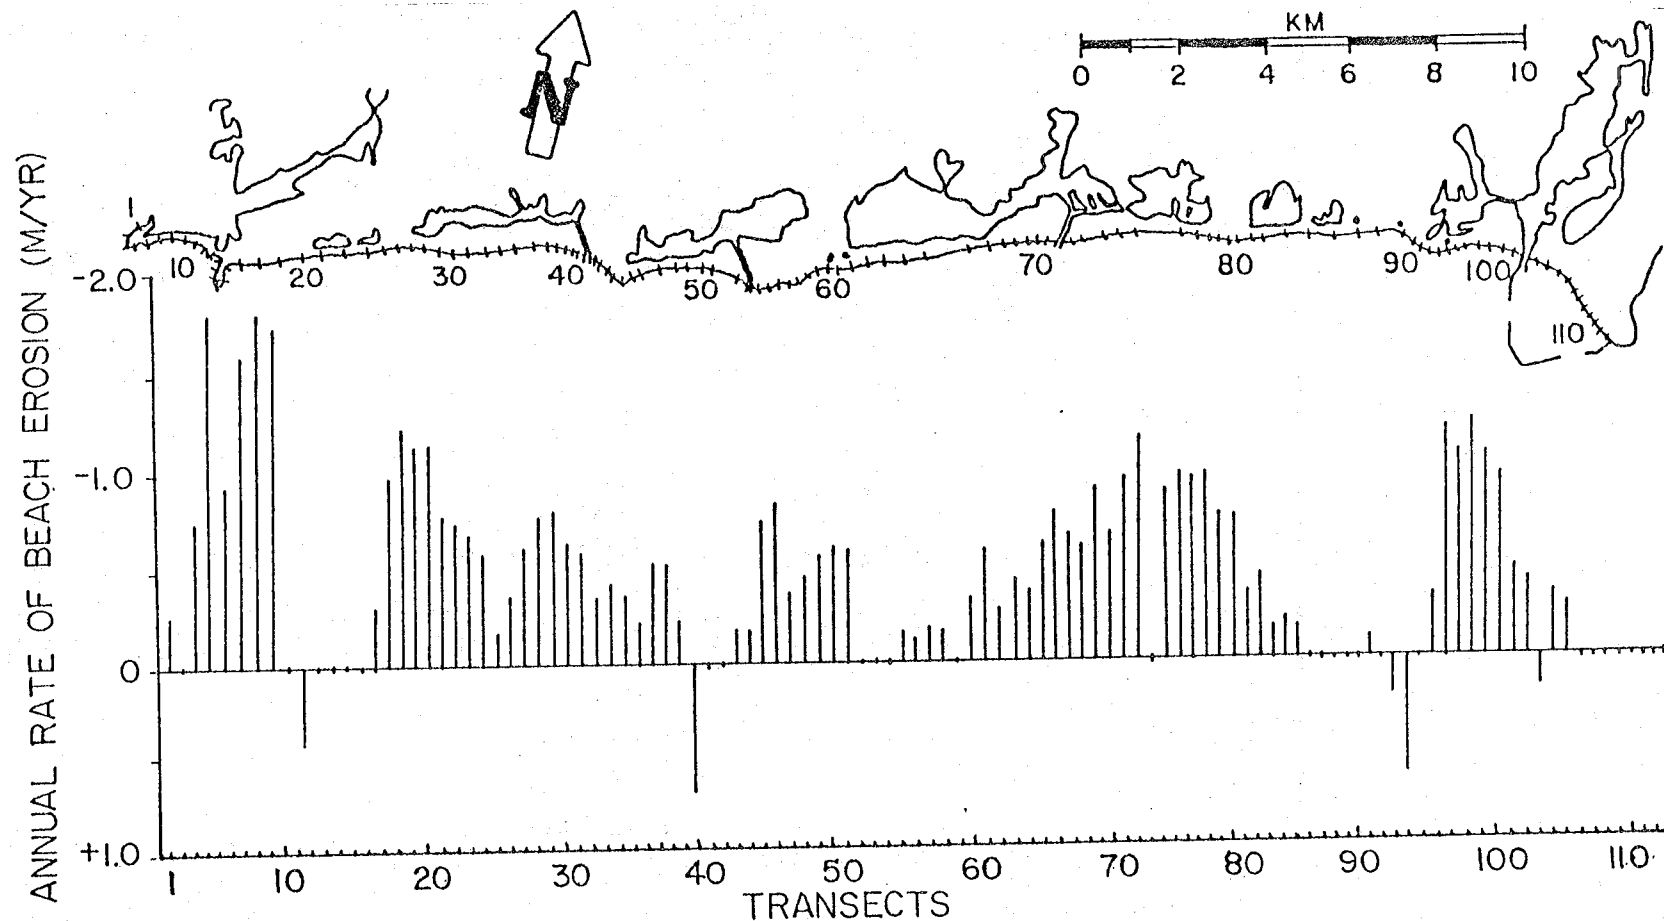 KM
0 2 4 6 8 10
N
1 10 20 30 40 50 60 70 80 90 100 110
ANNUAL RATE OF BEACH EROSION (M/YR)
-2.0
-1.0
0
+1.0
1 10 20 30 40 50 60 70 80 90 100 110
TRANSECTS